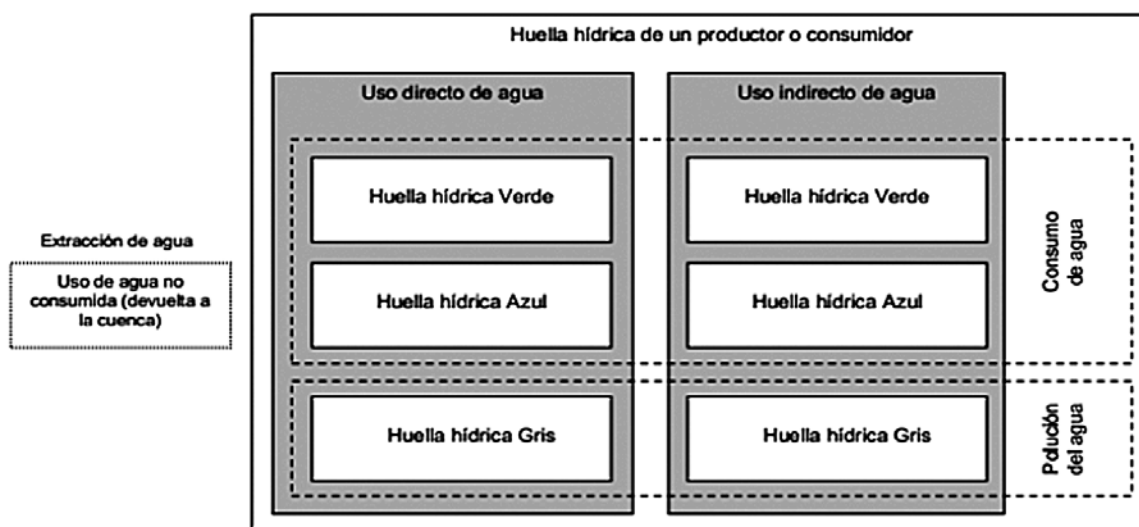 Huella hídrica de un productor o consumidor
Uso directo de agua
Uso indirecto de agua
Huella hídrica Verde
Huella hídrica Verde
Extracción de agua
Uso de agua no
consumida (devuelta a
la cuenca)
Huella hídrica Azul
Huella hídrica Azul
Consumo
de agua
Huella hídrica Gris
Huella hídrica Gris
Polución
del agua